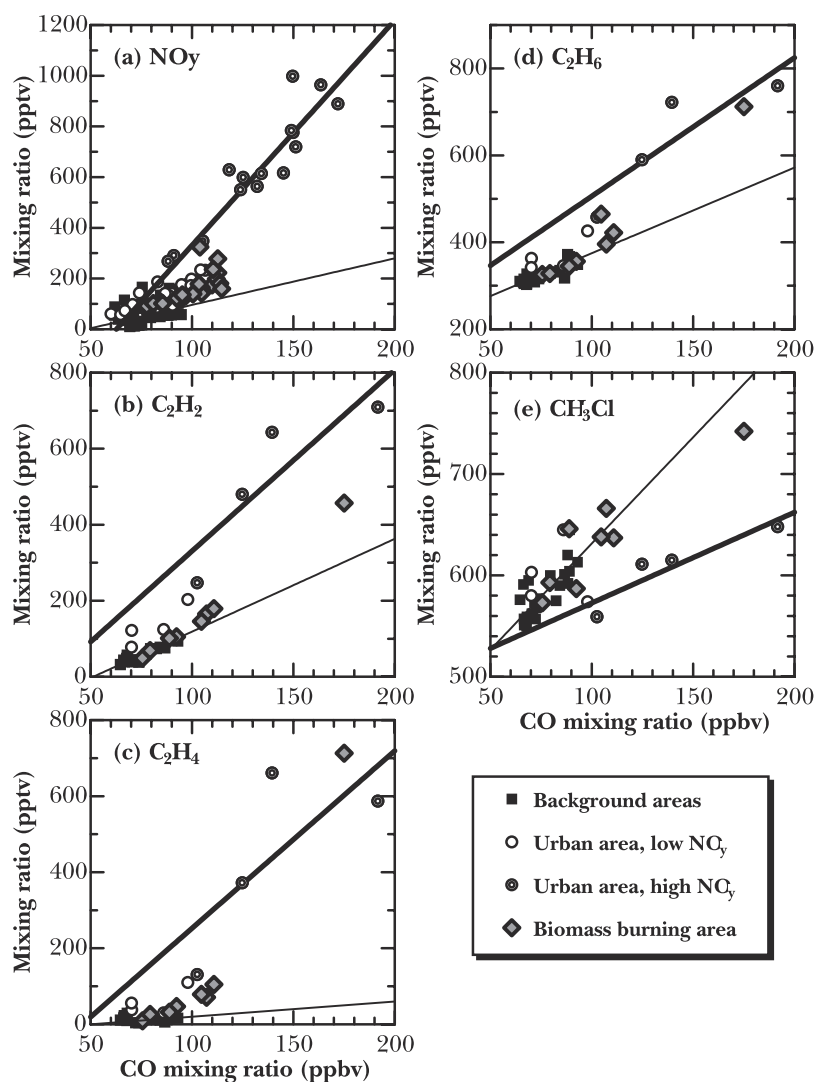 (a) NOy
Mixing ratio (pptv)
1200
1000
800
600
400
200
0
50 100 150 200
(b) C₂H₂
Mixing ratio (pptv)
800
600
400
200
0
50 100 150 200
(c) C₂H₄
Mixing ratio (pptv)
800
600
400
200
0
50 100 150 200
CO mixing ratio (ppbv)
(d) C₂H₆
Mixing ratio (pptv)
800
600
400
200
50 100 150 200
(e) CH₃Cl
Mixing ratio (pptv)
800
700
600
500
50 100 150 200
CO mixing ratio (ppbv)
Background areas
Urban area, low NOy
Urban area, high NOy
Biomass burning area